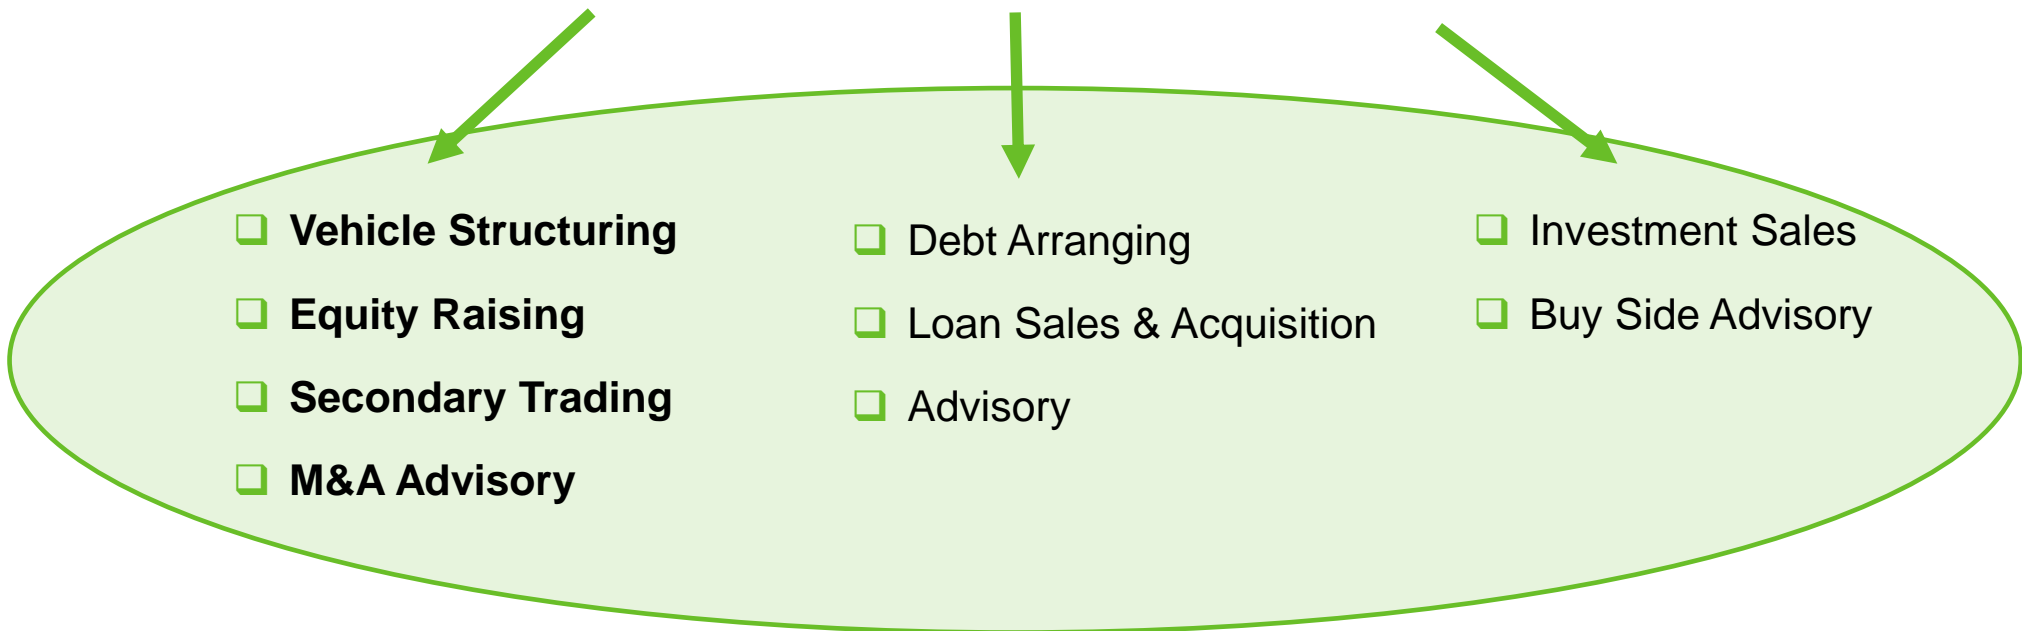 Vehicle Structuring
Equity Raising
Secondary Trading
M&A Advisory
Debt Arranging
Loan Sales & Acquisition
Advisory
Investment Sales
Buy Side Advisory